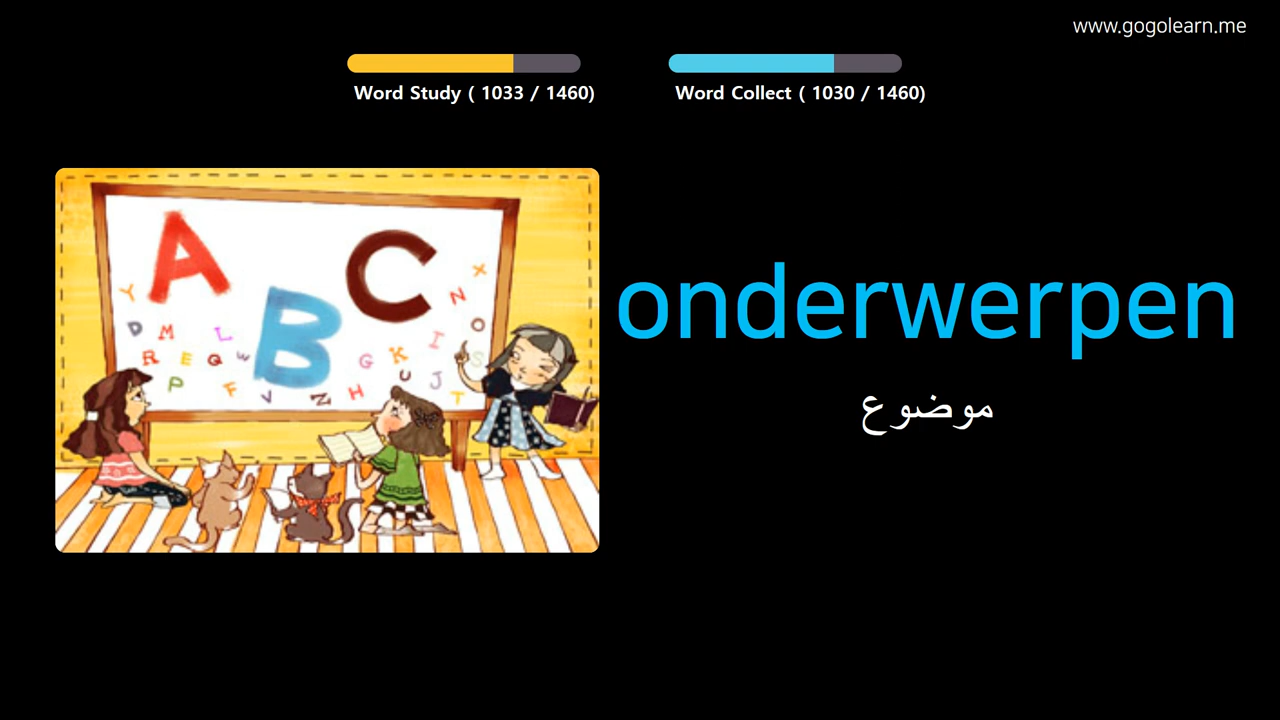 www.gogolearn.me
Word Study ( 1033 / 1460)
Word Collect ( 1030 / 1460)
A
B
C
Y
X
N
D
M
L
O
I
R
E
Q
W
G
K
S
P
F
V
Z
H
U
J
T
onderwerpen
موضوع